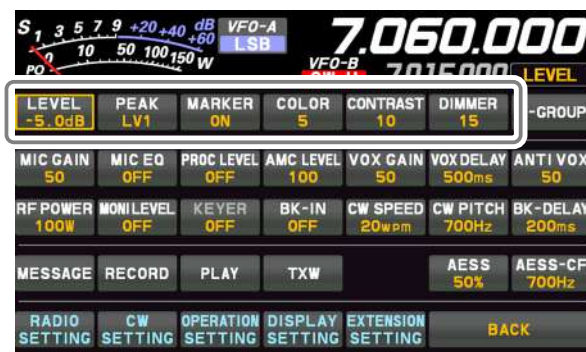 S 1 3 5 7 9 +20 +40 +60 dB VFO-A
LSB
7.060.000
PO 0 10 50 100 150 W
VFO-B
LEVEL
LEVEL PEAK MARKER COLOR CONTRAST DIMMER -GROUP
-5.0dB LV1 ON 5 10 15
MIC GAIN MIC EQ PROC LEVEL AMC LEVEL VOX GAIN VOX DELAY ANTI VOX
50 OFF OFF 100 50 500ms 50
RF POWER MONI LEVEL KEYER BK-IN CW SPEED CW PITCH BK-DELAY
100W OFF OFF OFF 20wpm 700Hz 200ms
MESSAGE RECORD PLAY TXW AESS AESS-CF
50% 700Hz
RADIO CW OPERATION DISPLAY EXTENSION BACK
SETTING SETTING SETTING SETTING SETTING